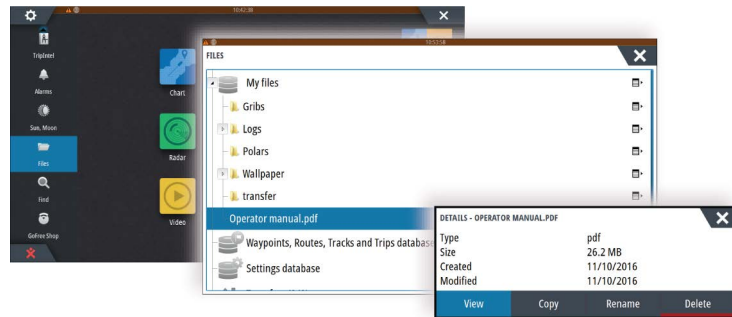 10:42:38
TripIntel
Alarms
Sun, Moon
Files
Find
GoFree Shop
Chart
Radar
Video
10:53:58
FILES
My files
Gribs
Logs
Polars
Wallpaper
transfer
Operator manual.pdf
Waypoints, Routes, Tracks and Trips database
Settings database
DETAILS - OPERATOR MANUAL.PDF
Type pdf
Size 26.2 MB
Created 11/10/2016
Modified 11/10/2016
View Copy Rename Delete